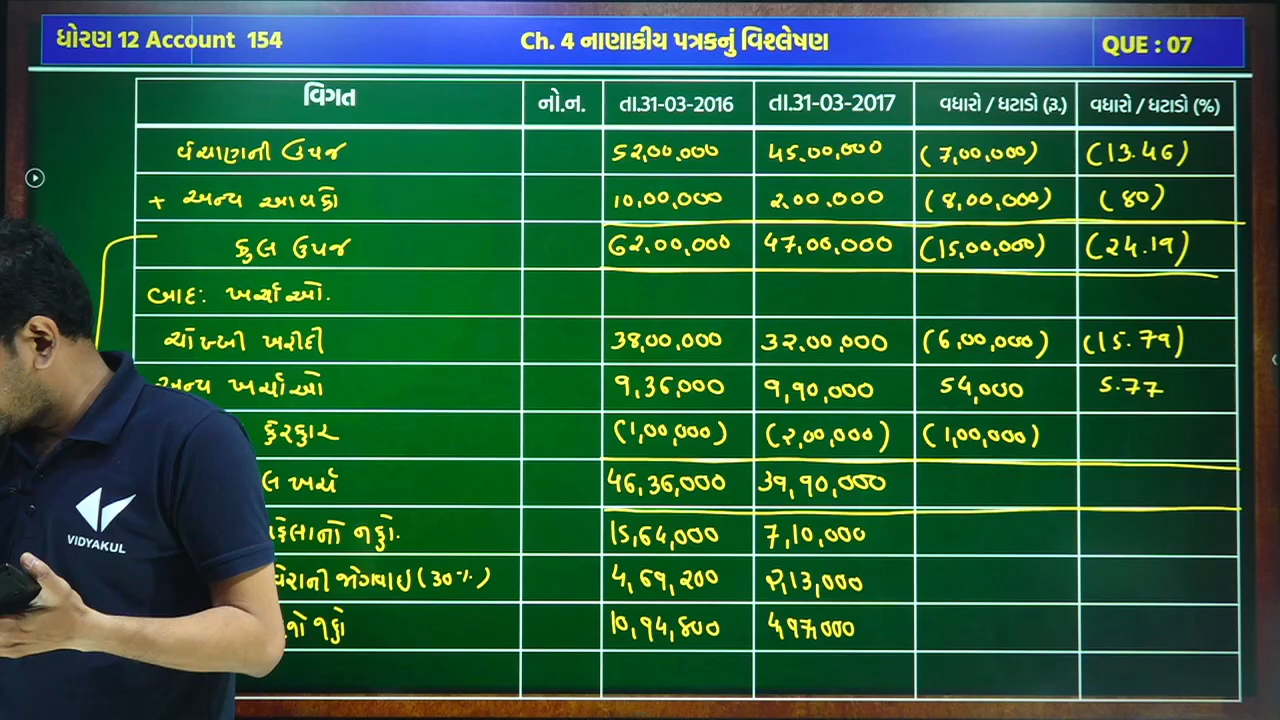 ધોરણ 12 Account 154 Ch. 4 નાણાકીય પત્રકનું વિશ્લેષણ QUE : 07
વિગત નો.ન. તા.31-03-2016 તા.31-03-2017 વધારો / ઘટાડો (રૂ.) વધારો / ઘટાડો (%)
વેચાણની ઉપજ 52,00,000 45,00,000 (7,00,000) (13.46)
+ અન્ય આવકો 10,00,000 2,00,000 (8,00,000) (80)
કુલ ઉપજ 62,00,000 47,00,000 (15,00,000) (24.19)
બાદ: ખર્ચાઓ.
ચોખ્ખી ખરીદી 38,00,000 32,00,000 (6,00,000) (15.79)
અન્ય ખર્ચાઓ 9,36,000 9,90,000 54,000 5.77
ફેરફાર (1,00,000) (2,00,000) (1,00,000)
લ ખર્ચ 46,36,000 39,90,000
પહેલાનો નફો. 15,64,000 7,10,000
વેરાની જોગવાઇ (30%) 4,69,200 2,13,000
નો નફો 10,94,800 4,97,000
VIDYAKUL